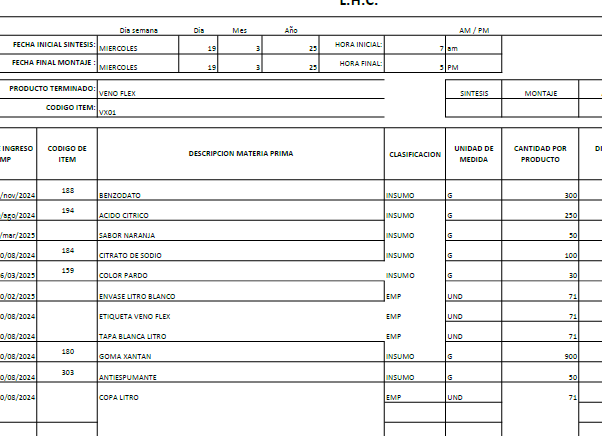 L.H.C.
Dia semana Dia Mes Año AM / PM
FECHA INICIAL SINTESIS: MIERCOLES 19 3 25 HORA INICIAL: 7 am
FECHA FINAL MONTAJE : MIERCOLES 19 3 25 HORA FINAL: 5 PM
PRODUCTO TERMINADO: VENO FLEX SINTESIS MONTAJE
CODIGO ITEM: VX01
INGRESO MP CODIGO DE ITEM DESCRIPCION MATERIA PRIMA CLASIFICACION UNIDAD DE MEDIDA CANTIDAD POR PRODUCTO DE
/nov/2024 188 BENZODATO INSUMO G 300
/ago/2024 194 ACIDO CITRICO INSUMO G 250
/mar/2025 SABOR NARANJA INSUMO G 50
0/08/2024 184 CITRATO DE SODIO INSUMO G 100
6/03/2025 159 COLOR PARDO INSUMO G 30
0/02/2025 ENVASE LITRO BLANCO EMP UND 71
0/08/2024 ETIQUETA VENO FLEX EMP UND 71
0/08/2024 TAPA BLANCA LITRO EMP UND 71
0/08/2024 180 GOMA XANTAN INSUMO G 900
0/08/2024 303 ANTIESPUMANTE INSUMO G 50
0/08/2024 COPA LITRO EMP UND 71